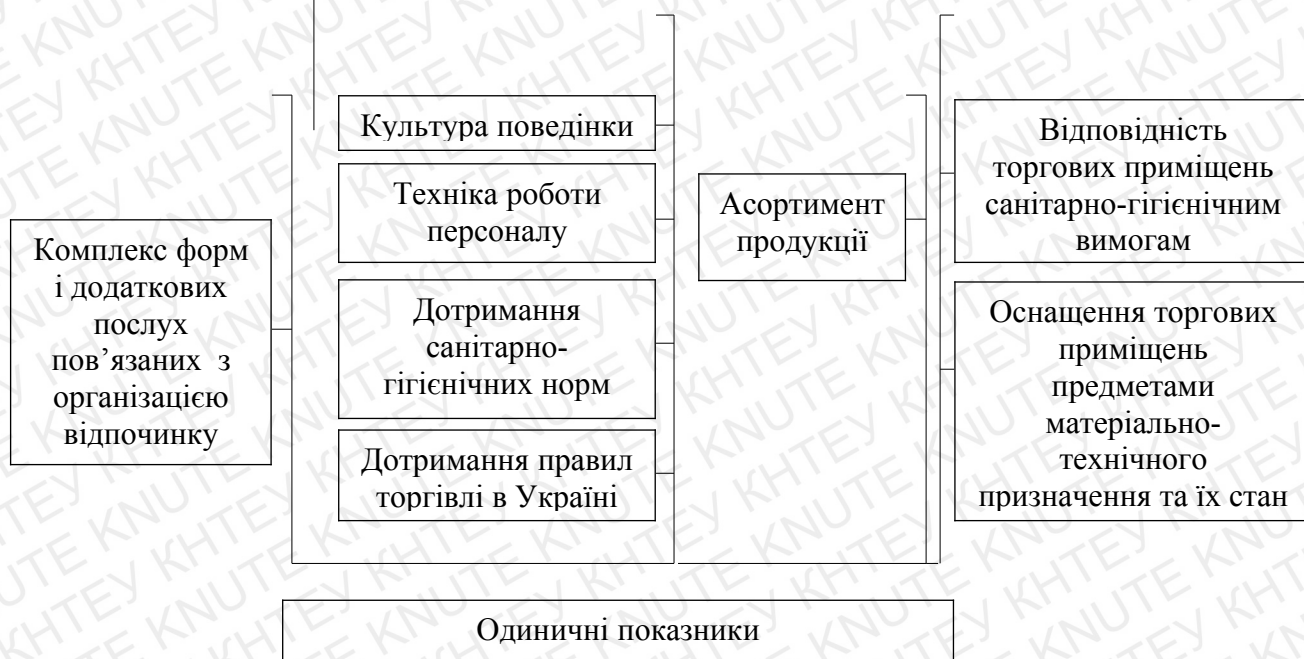 Комплекс форм
і додаткових
послух
пов’язаних з
організацією
відпочинку
Культура поведінки
Техніка роботи
персоналу
Дотримання
санітарно-
гігієнічних норм
Дотримання правил
торгівлі в Україні
Асортимент
продукції
Відповідність
торгових приміщень
санітарно-гігієнічним
вимогам
Оснащення торгових
приміщень
предметами
матеріально-
технічного
призначення та їх стан
Одиничні показники